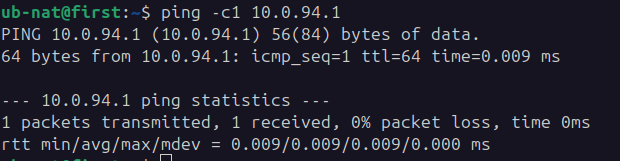 ub-nat@first:~$ ping -c1 10.0.94.1
PING 10.0.94.1 (10.0.94.1) 56(84) bytes of data.
64 bytes from 10.0.94.1: icmp_seq=1 ttl=64 time=0.009 ms

--- 10.0.94.1 ping statistics ---
1 packets transmitted, 1 received, 0% packet loss, time 0ms
rtt min/avg/max/mdev = 0.009/0.009/0.009/0.000 ms